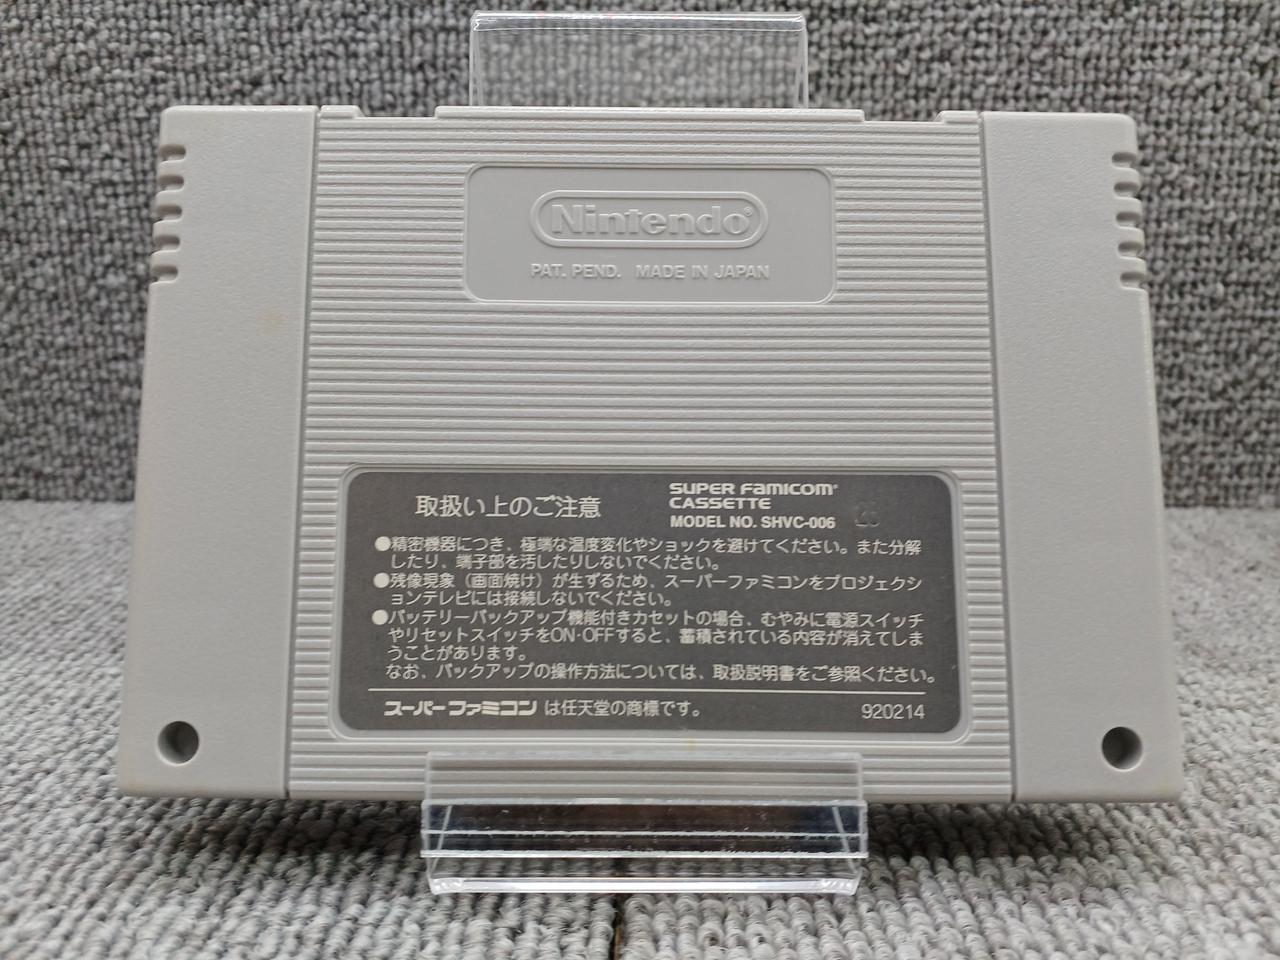 Nintendo®
PAT. PEND. MADE IN JAPAN
取扱い上のご注意
SUPER FAMICOM®
CASSETTE
MODEL NO. SHVC-006
●精密機器につき、極端な温度変化やショックを避けてください。また分解
したり、端子部を汚したりしないでください。
●残像現象（画面焼け）が生ずるため、スーパーファミコンをプロジェクシ
ョンテレビには接続しないでください。
●バッテリーバックアップ機能付きカセットの場合、むやみに電源スイッチ
やリセットスイッチをON・OFFすると、蓄積されている内容が消えてしま
うことがあります。
なお、バックアップの操作方法については、取扱説明書をご参照ください。
スーパーファミコン は任天堂の商標です。
920214